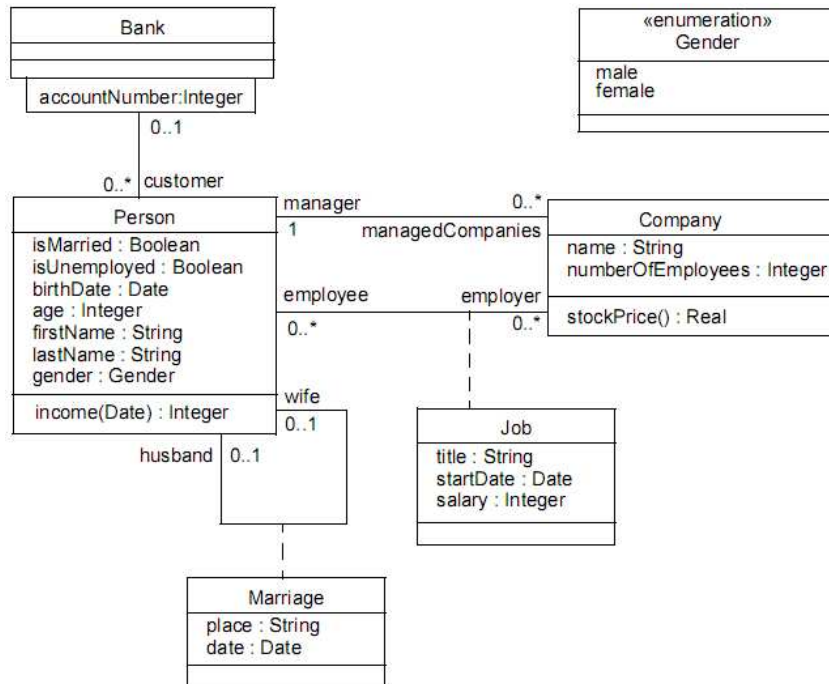 Bank
accountNumber:Integer
0..1
0..* customer
«enumeration»
Gender
male
female
Person
isMarried : Boolean
isUnemployed : Boolean
birthDate : Date
age : Integer
firstName : String
lastName : String
gender : Gender
income(Date) : Integer
manager
1
0..*
managedCompanies
employee
0..*
employer
0..*
Company
name : String
numberOfEmployees : Integer
stockPrice() : Real
wife
0..1
husband
0..1
Job
title : String
startDate : Date
salary : Integer
Marriage
place : String
date : Date